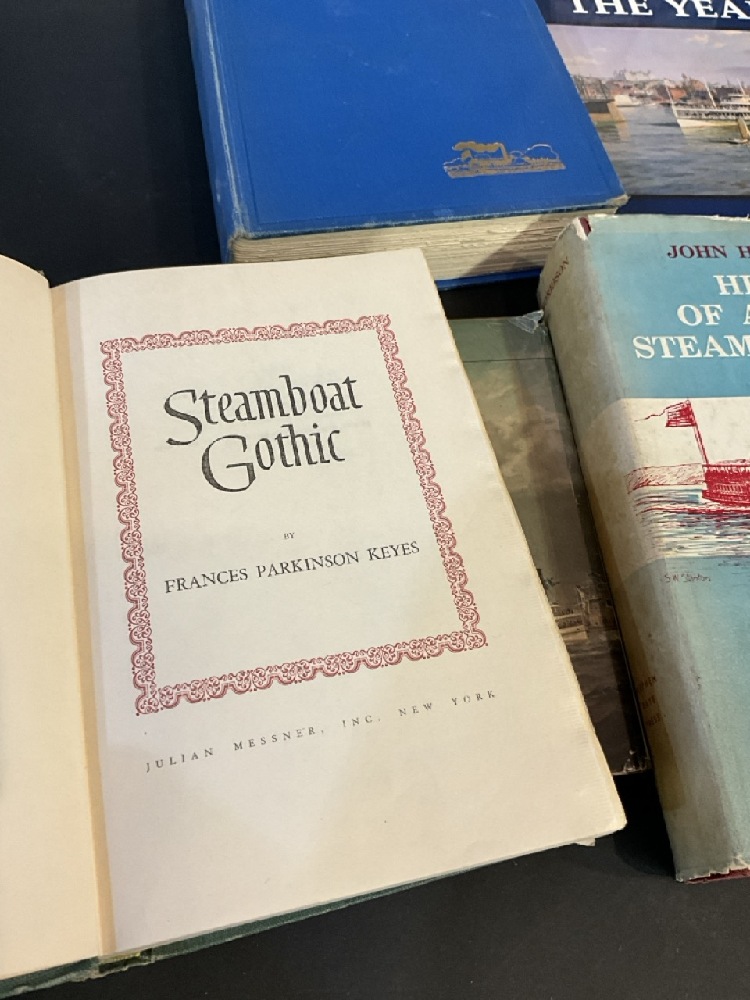 THE YEA
JOHN H
HI
OF A
STEAM
Steamboat
Gothic
BY
FRANCES PARKINSON KEYES
JULIAN MESSNER, INC. NEW YORK